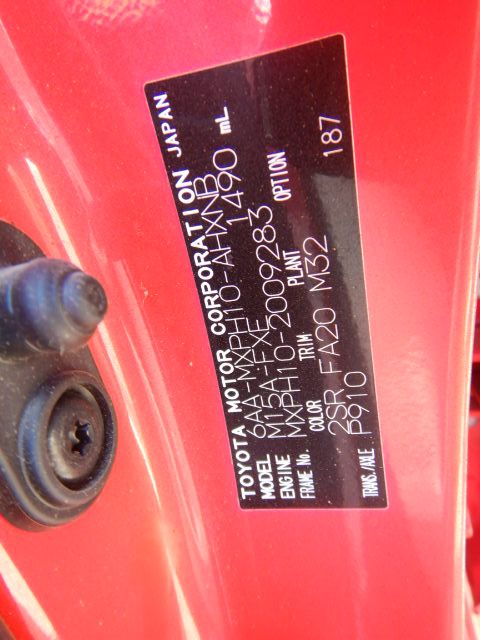 TOYOTA MOTOR CORPORATION JAPAN
MODEL 6AA-MXPH10-AHXNB
ENGINE M15A-FXE 1490 mL
FRAME No. MXPH10-2009283
COLOR TRIM PLANT OPTION
2SR FA20 M32 187
TRANS./AXLE P910